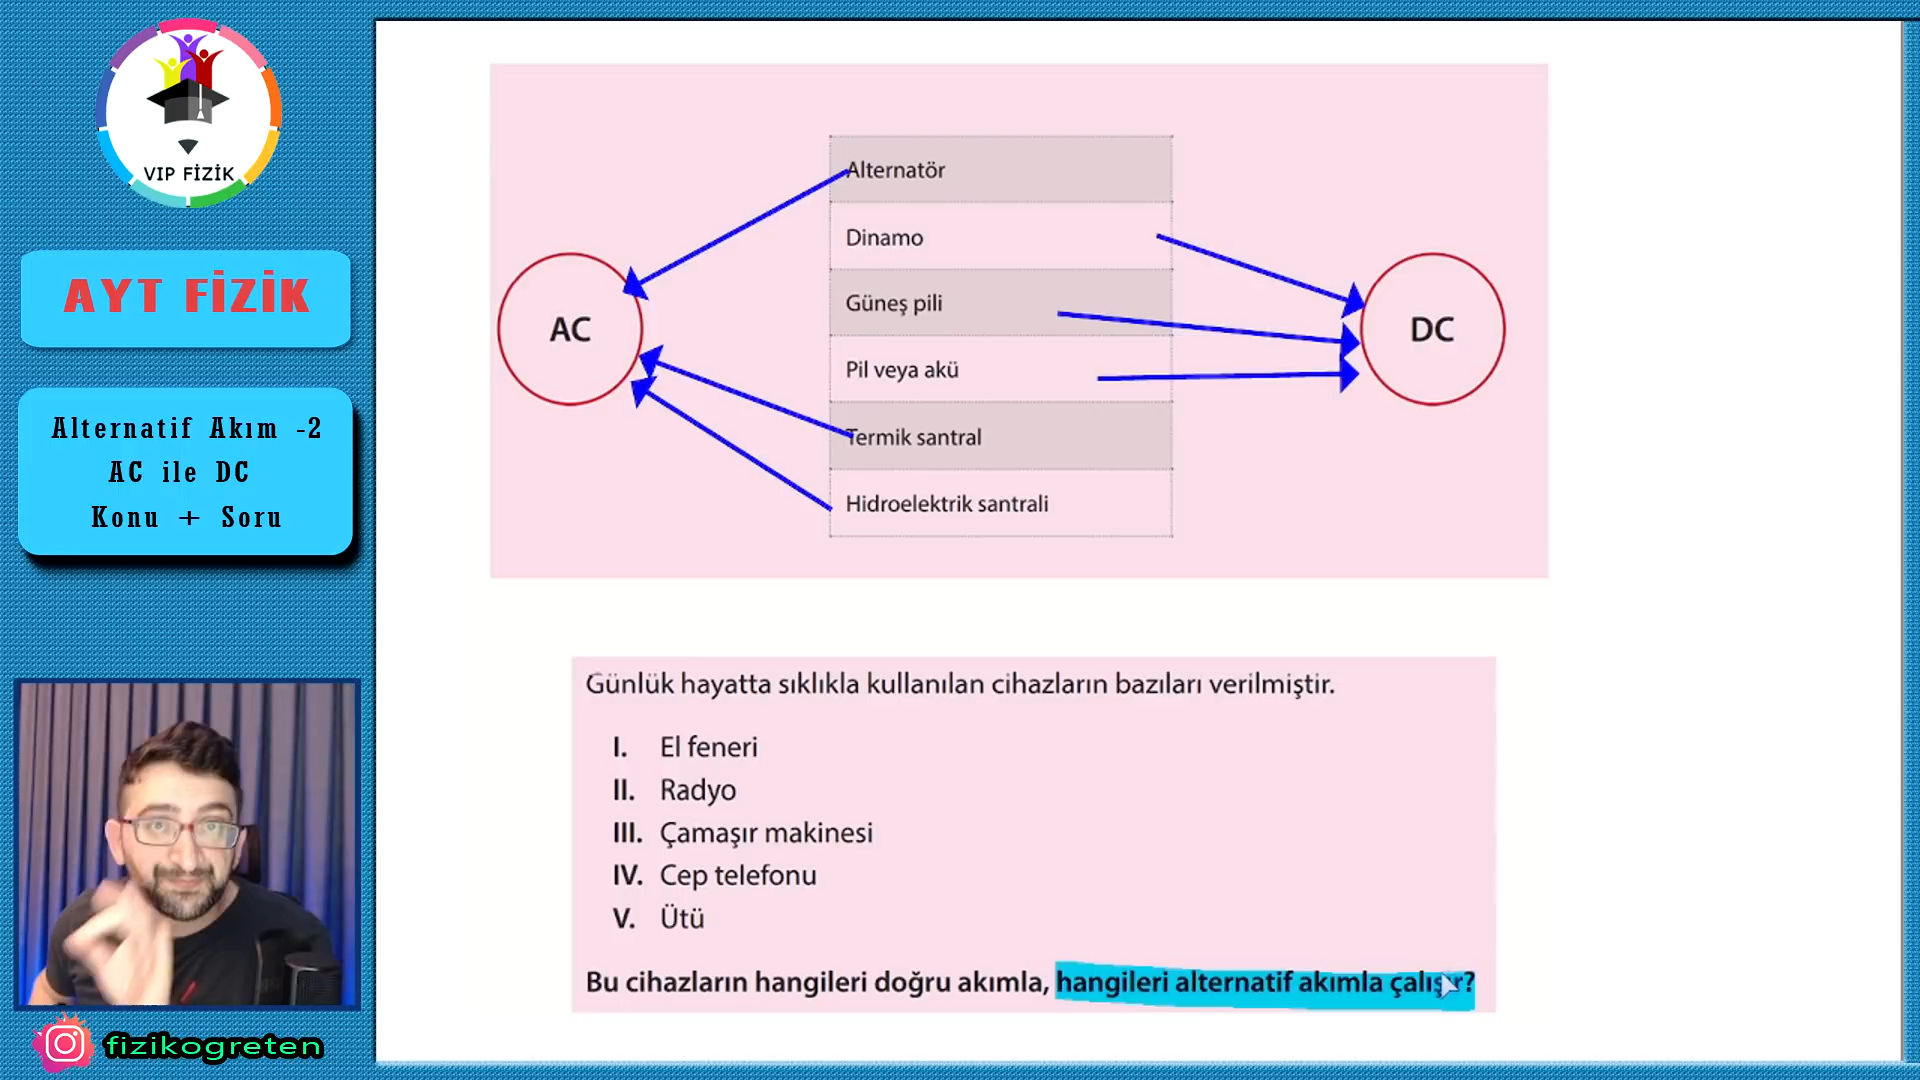 VIP FİZİK
AYT FİZİK
Alternatif Akım -2
AC ile DC
Konu + Soru
fizikogreten
AC
Alternatör
Dinamo
Güneş pili
Pil veya akü
Termik santral
Hidroelektrik santrali
DC
Günlük hayatta sıklıkla kullanılan cihazların bazıları verilmiştir.
I. El feneri
II. Radyo
III. Çamaşır makinesi
IV. Cep telefonu
V. Ütü
Bu cihazların hangileri doğru akımla, hangileri alternatif akımla çalışır?